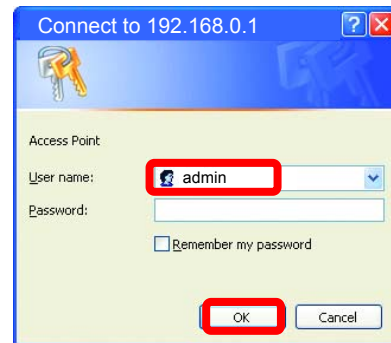 Connect to 192.168.0.1
Access Point
User name: admin
Password:
Remember my password
OK Cancel